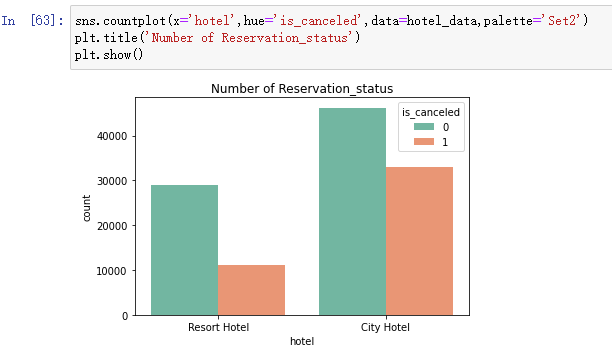 In [63]: sns.countplot(x='hotel',hue='is_canceled',data=hotel_data,palette='Set2')
plt.title('Number of Reservation_status')
plt.show()
Number of Reservation_status
is_canceled
0
1
40000
30000
20000
10000
0
count
Resort Hotel City Hotel
hotel